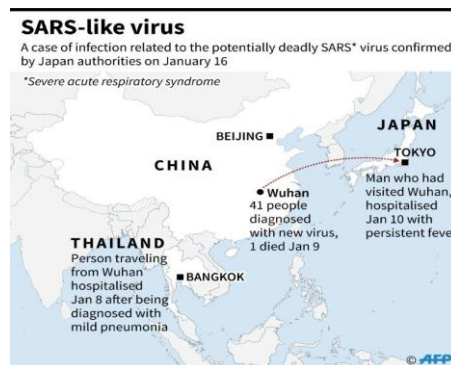 SARS-like virus
A case of infection related to the potentially deadly SARS* virus confirmed
by Japan authorities on January 16
*Severe acute respiratory syndrome
BEIJING
JAPAN
TOKYO
CHINA
Man who had
visited Wuhan,
hospitalised
Jan 10 with
persistent feve
Wuhan
41 people
diagnosed
with new virus,
1 died Jan 9
THAILAND
Person traveling
from Wuhan
hospitalised
Jan 8 after being
diagnosed with
mild pneumonia
BANGKOK
© AFP